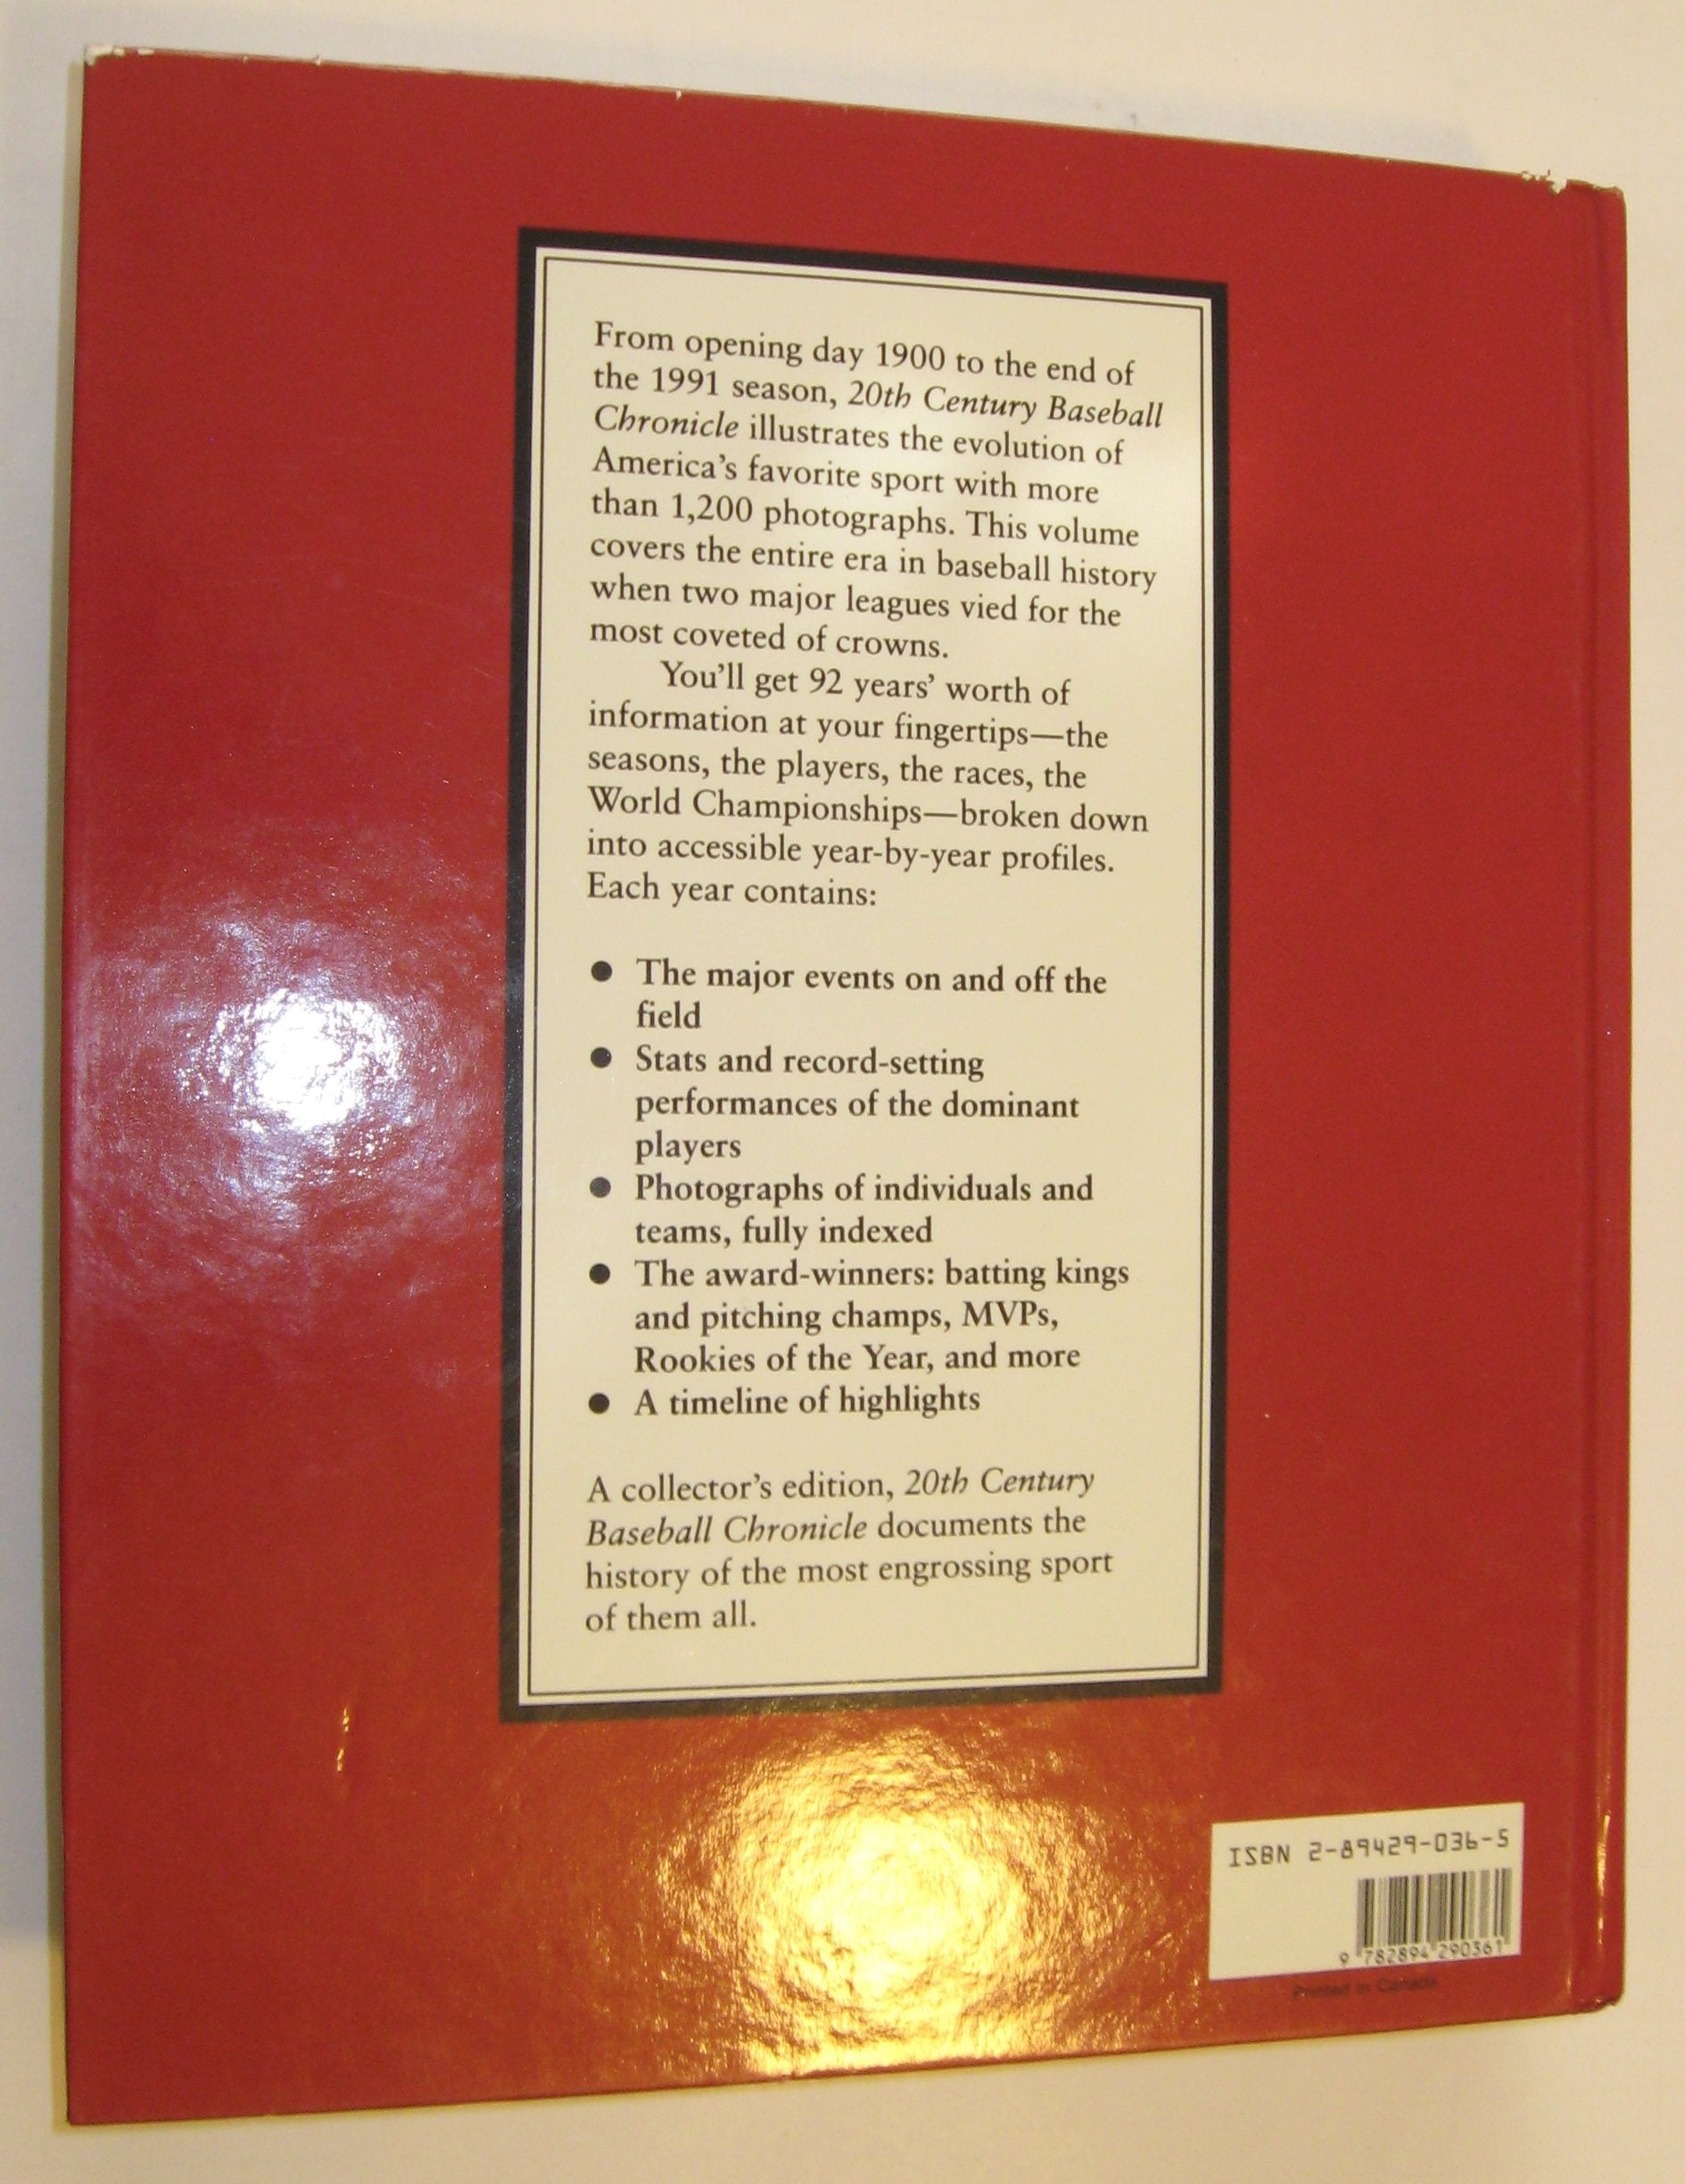 From opening day 1900 to the end of
the 1991 season, 20th Century Baseball
Chronicle illustrates the evolution of
America's favorite sport with more
than 1,200 photographs. This volume
covers the entire era in baseball history
when two major leagues vied for the
most coveted of crowns.
You'll get 92 years' worth of
information at your fingertips—the
seasons, the players, the races, the
World Championships—broken down
into accessible year-by-year profiles.
Each year contains:
● The major events on and off the
field
● Stats and record-setting
performances of the dominant
players
● Photographs of individuals and
teams, fully indexed
● The award-winners: batting kings
and pitching champs, MVPs,
Rookies of the Year, and more
● A timeline of highlights
A collector's edition, 20th Century
Baseball Chronicle documents the
history of the most engrossing sport
of them all.
ISBN 2-89429-036-5
9 782894 290361
Printed in Canada